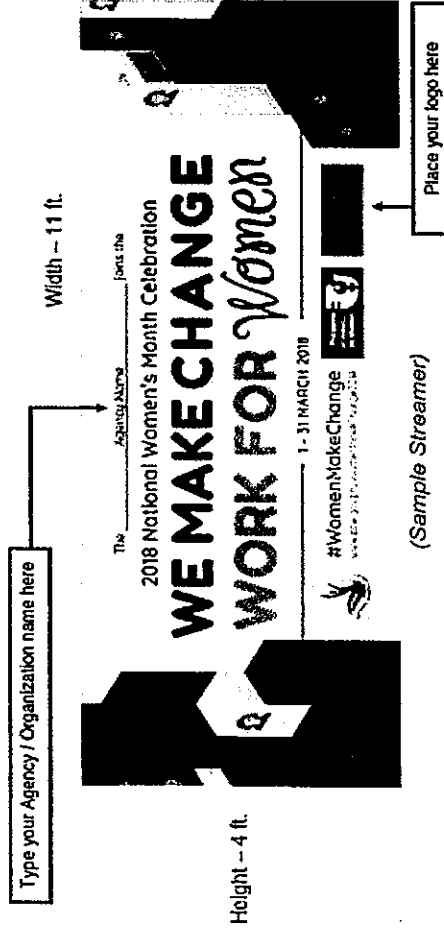 Type your Agency / Organization name here
Width – 11 ft.
The Agency Name joins the
2018 National Women's Month Celebration
WE MAKE CHANGE
WORK FOR Women
1 - 31 MARCH 2018
#WomenMakeChange
Height – 4 ft.
(Sample Streamer)
Place your logo here